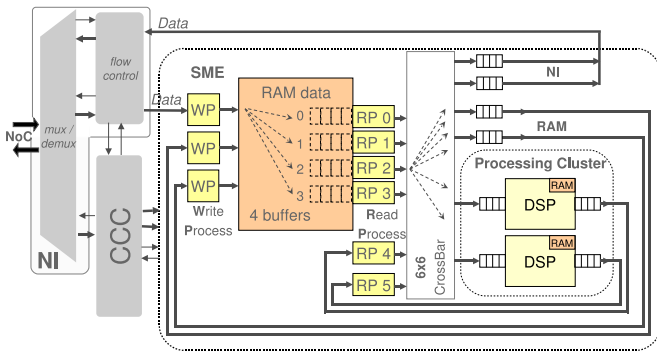 Data
flow
control
SME
RAM data
NI
Data
WP
0
RP 0
NoC
mux /
demux
WP
1
RP 1
RAM
2
RP 2
Processing Cluster
WP
3
RP 3
RAM
DSP
Write
Process
4 buffers
Read
Process
CCC
RP 4
RAM
DSP
NI
RP 5
6x6
CrossBar